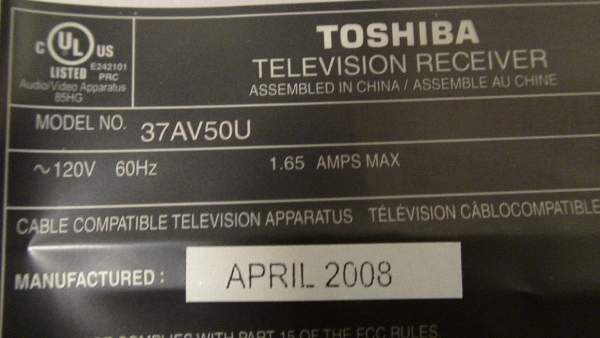 C UL US
LISTED E242101
PRC
Audio/Video Apparatus
85HG
TOSHIBA
TELEVISION RECEIVER
ASSEMBLED IN CHINA / ASSEMBLE AU CHINE
MODEL NO. 37AV50U
~120V 60Hz 1.65 AMPS MAX
CABLE COMPATIBLE TELEVISION APPARATUS TÉLÉVISION CÂBLOCOMPATIBLE
MANUFACTURED : APRIL 2008
COMPLIES WITH PART 15 OF THE FCC RULES